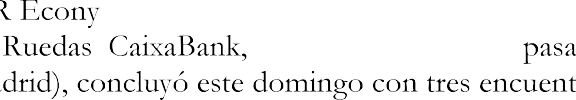 R Econy
Ruedas CaixaBank, pasa
drid), concluyó este domingo con tres encuent